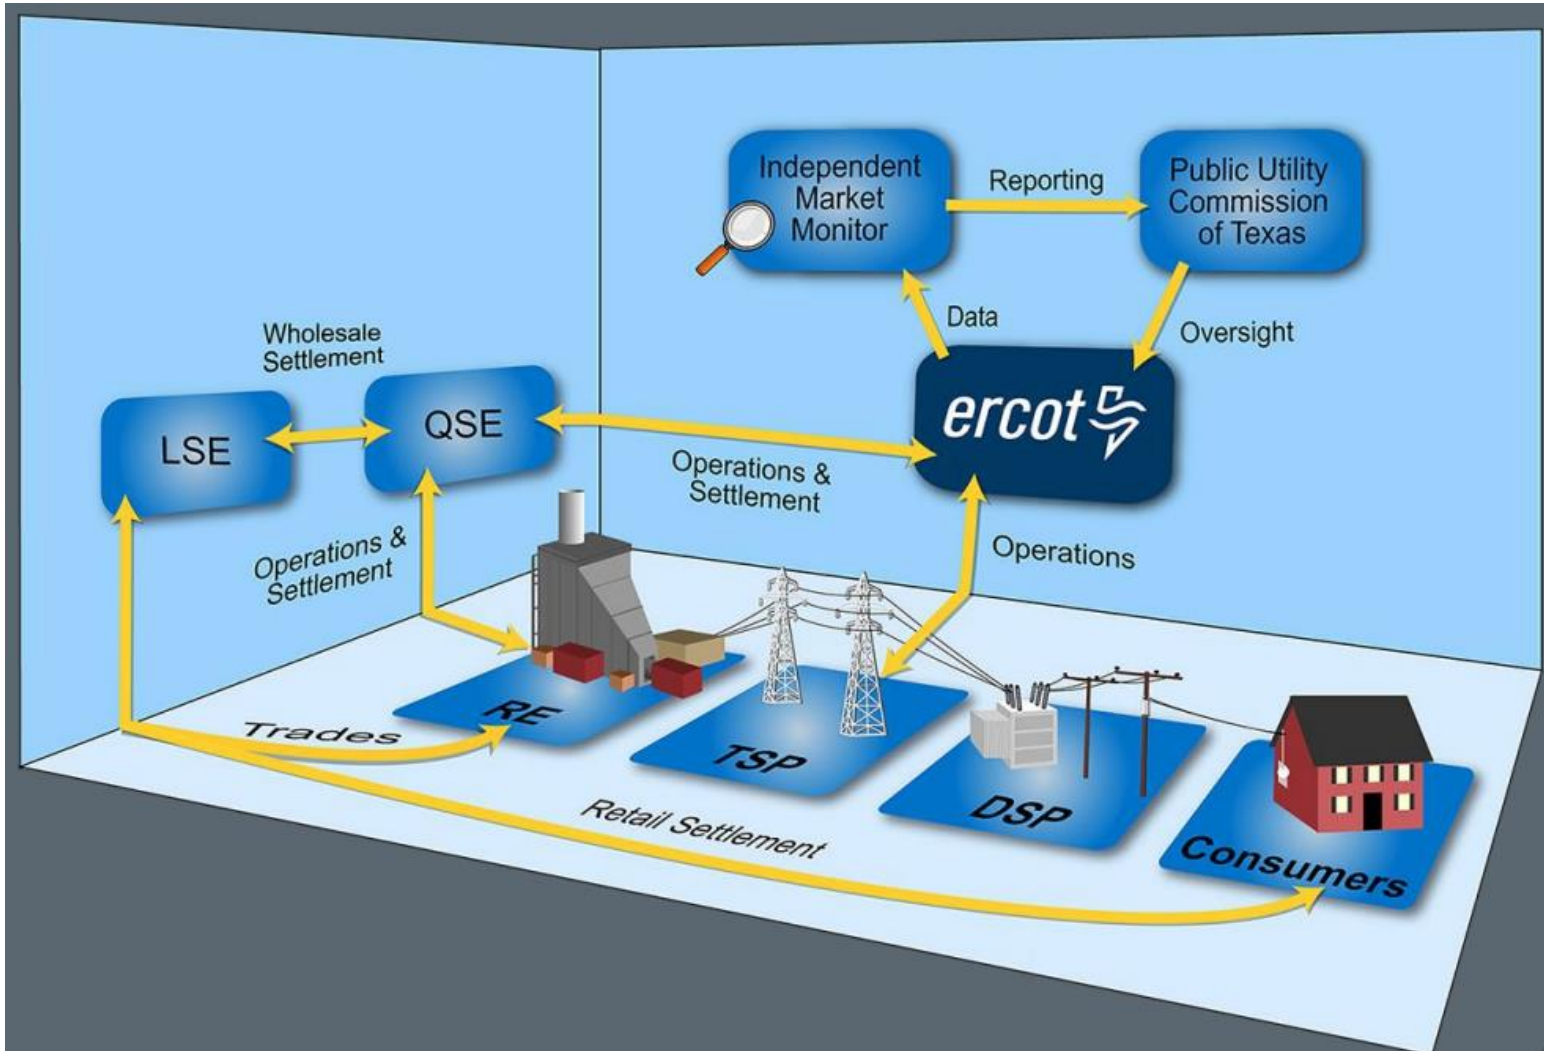 Independent
Market
Monitor
Reporting
Public Utility
Commission
of Texas
Data
Oversight
Wholesale
Settlement
LSE
QSE
ercot
Operations &
Settlement
Operations &
Settlement
Operations
RE
Trades
TSP
DSP
Retail Settlement
Consumers